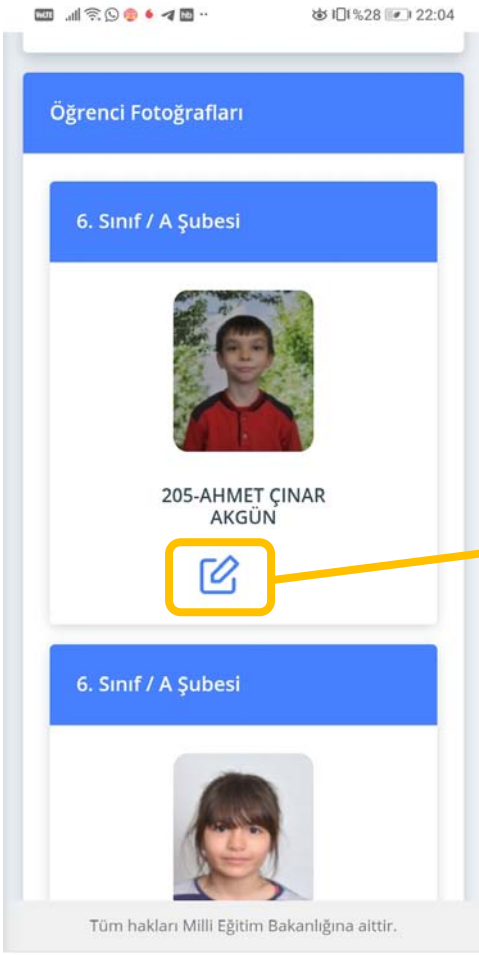 %28 22:04
Öğrenci Fotoğrafları
6. Sınıf / A Şubesi
205-AHMET ÇINAR
AKGÜN
6. Sınıf / A Şubesi
Tüm hakları Milli Eğitim Bakanlığına aittir.